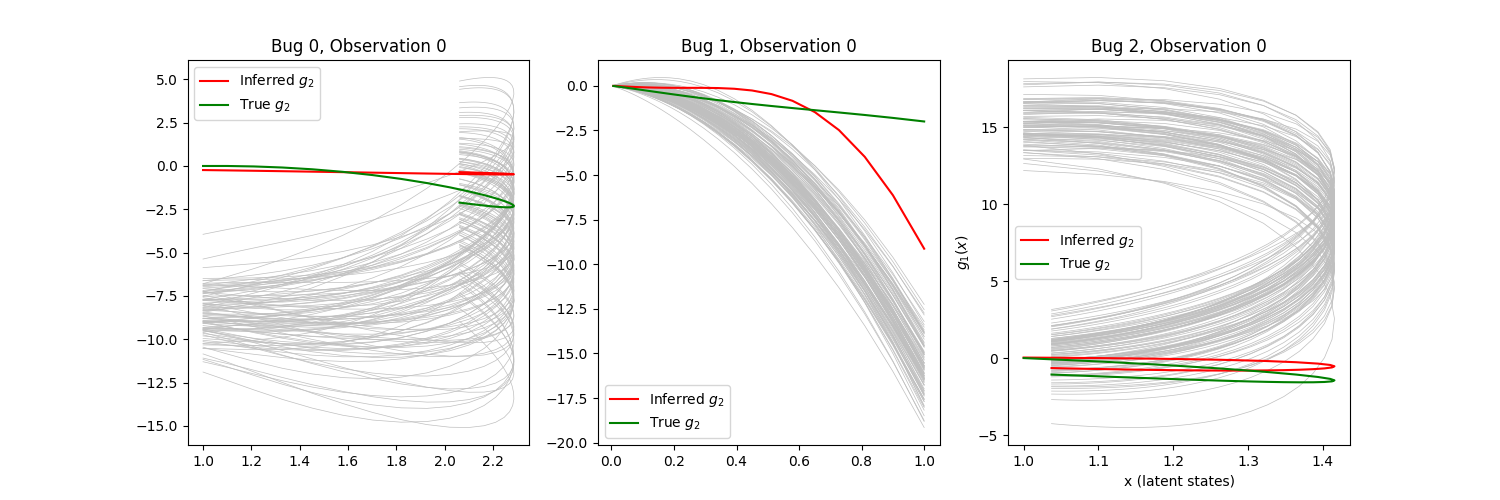 Bug 0, Observation 0
5.0
2.5
0.0
−2.5
−5.0
−7.5
−10.0
−12.5
−15.0
Inferred g₂
True g₂
1.0 1.2 1.4 1.6 1.8 2.0 2.2
Bug 1, Observation 0
0.0
−2.5
−5.0
−7.5
−10.0
−12.5
−15.0
−17.5
−20.0
Inferred g₂
True g₂
0.0 0.2 0.4 0.6 0.8 1.0
Bug 2, Observation 0
g₁(x)
15
10
5
0
−5
Inferred g₂
True g₂
1.0 1.1 1.2 1.3 1.4
x (latent states)